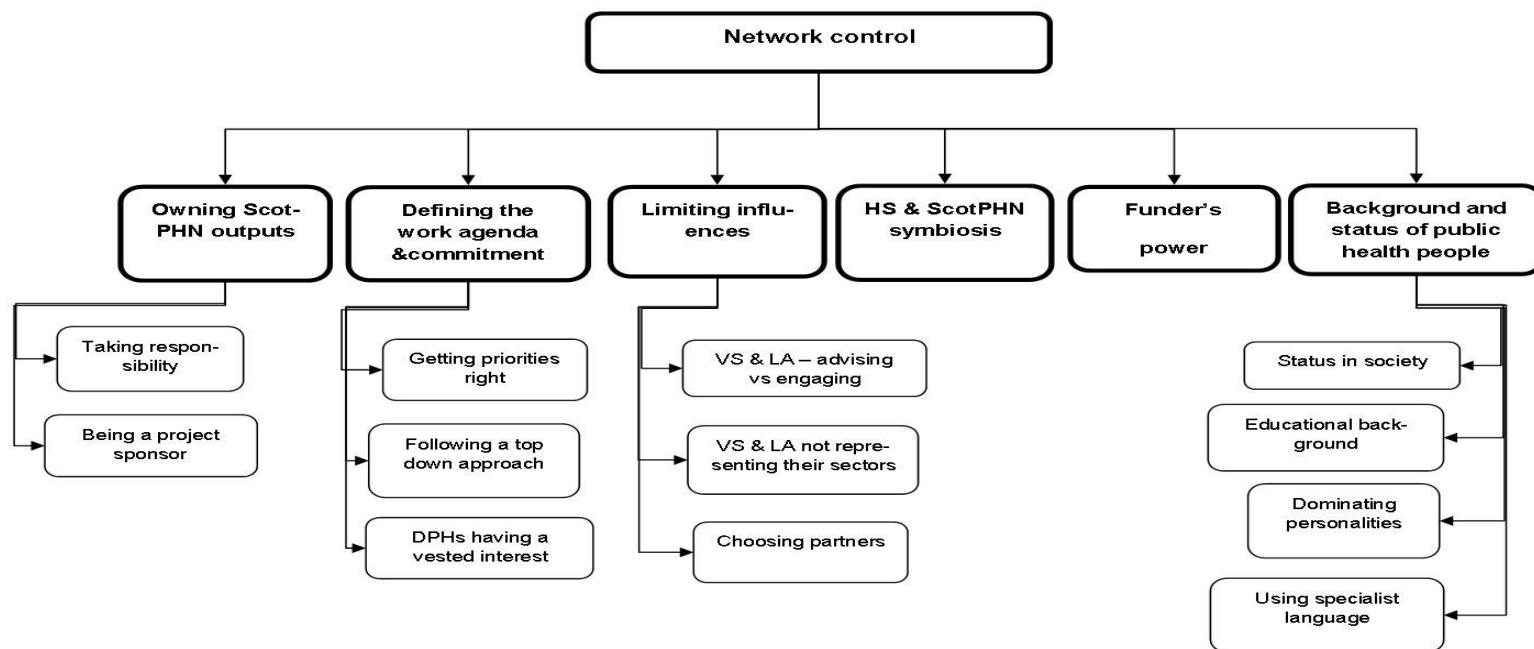 Network control
Owning Scot-
PHN outputs
Defining the
work agenda
&commitment
Limiting influ-
ences
HS & ScotPHN
symbiosis
Funder's
power
Background and
status of public
health people
Taking respon-
sibility
Being a project
sponsor
Getting priorities
right
Following a top
down approach
DPHs having a
vested interest
VS & LA – advising
vs engaging
VS & LA not repre-
senting their sectors
Choosing partners
Status in society
Educational back-
ground
Dominating
personalities
Using specialist
language